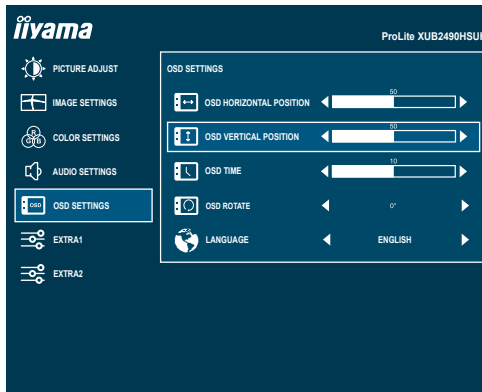 iiyama
ProLite XUB2490HSUH
PICTURE ADJUST
IMAGE SETTINGS
COLOR SETTINGS
R
G B
AUDIO SETTINGS
OSD
OSD SETTINGS
EXTRA1
EXTRA2
OSD SETTINGS
OSD HORIZONTAL POSITION
50
OSD VERTICAL POSITION
50
OSD TIME
10
OSD ROTATE
0°
LANGUAGE
ENGLISH